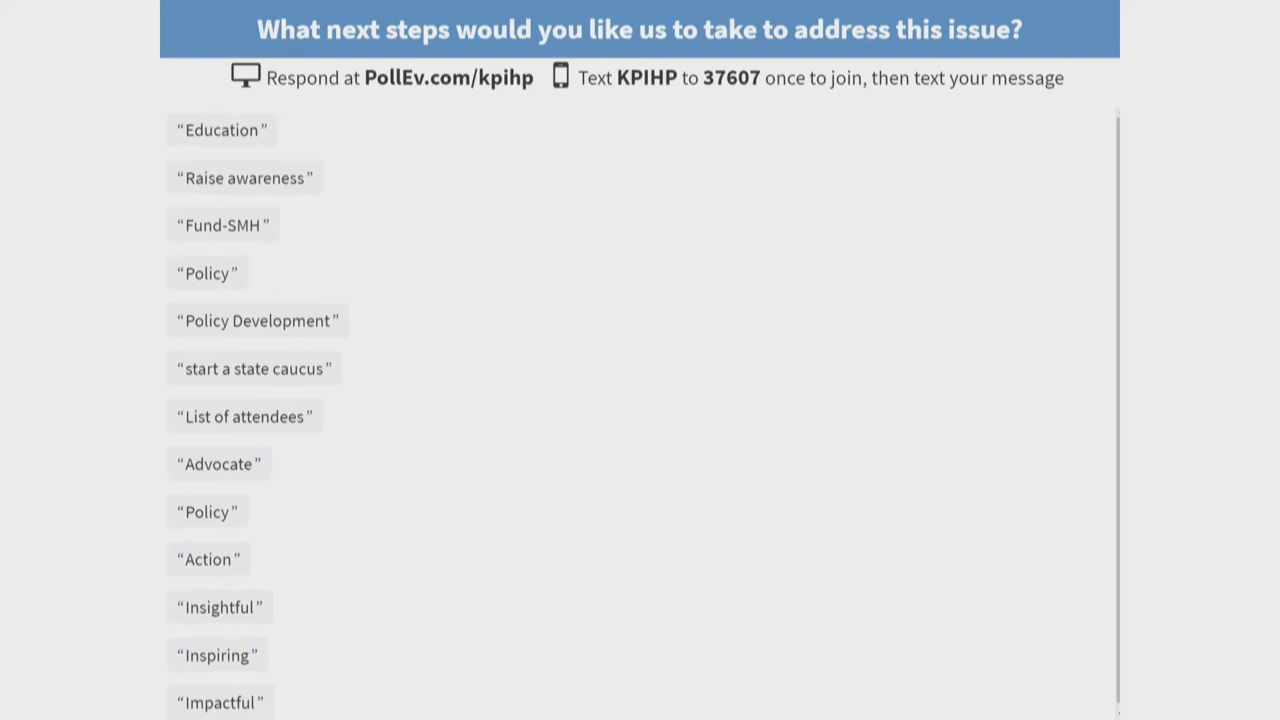 What next steps would you like us to take to address this issue?
Respond at PollEv.com/kpihp Text KPIHP to 37607 once to join, then text your message
“Education”
“Raise awareness”
“Fund-SMH”
“Policy”
“Policy Development”
“start a state caucus”
“List of attendees”
“Advocate”
“Policy”
“Action”
“Insightful”
“Inspiring”
“Impactful”